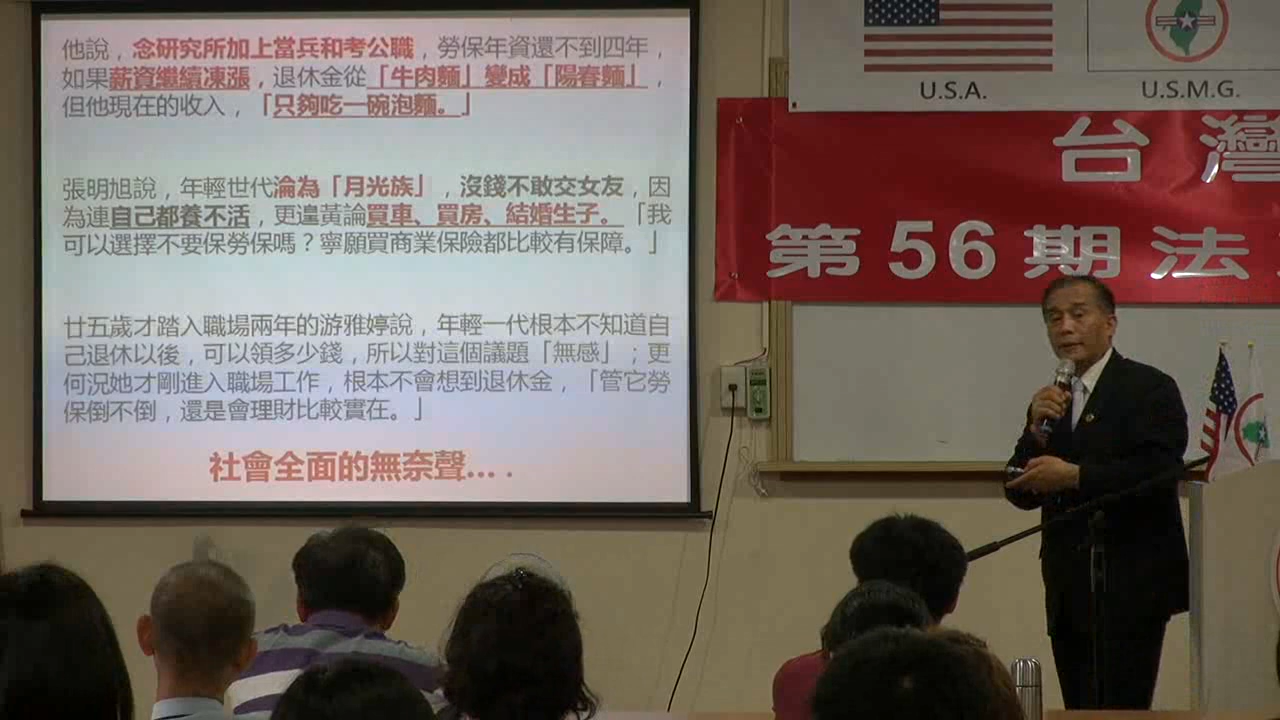 他說，念研究所加上當兵和考公職，勞保年資還不到四年，
如果薪資繼續凍漲，退休金從「牛肉麵」變成「陽春麵」，
但他現在的收入，「只夠吃一碗泡麵。」
張明旭說，年輕世代淪為「月光族」，沒錢不敢交女友，因
為連自己都養不活，更遑論買車、買房、結婚生子。「我
可以選擇不要保勞保嗎？寧願買商業保險都比較有保障。」
廿五歲才踏入職場兩年的游雅婷說，年輕一代根本不知道自
己退休以後，可以領多少錢，所以對這個議題「無感」；更
何況她才剛進入職場工作，根本不會想到退休金，「管它勞
保倒不倒，還是會理財比較實在。」
社會全面的無奈聲... .
U.S.A.
U.S.M.G.
台灣
第56期法